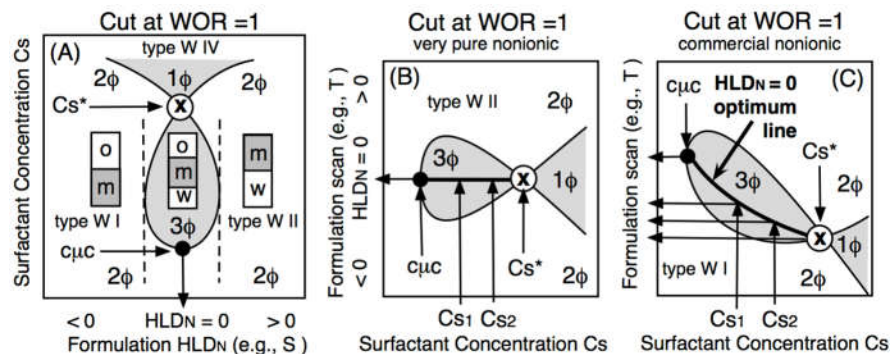 Cut at WOR =1
(A)
type W IV
2ϕ
1ϕ
2ϕ
Cs*
x
o
m
o
m
w
m
w
type W I
type W II
3ϕ
cμc
2ϕ
2ϕ
< 0 HLDN = 0 > 0
Formulation HLDN (e.g., S)
Surfactant Concentration Cs
Cut at WOR =1
very pure nonionic
(B)
2ϕ
type W II
3ϕ
x
1ϕ
cμc
Cs*
2ϕ
Cs1 Cs2
Surfactant Concentration Cs
Formulation scan (e.g., T)
< 0 HLDN = 0 > 0
Cut at WOR =1
commercial nonionic
(C)
cμc
HLDN = 0
optimum
line
Cs*
3ϕ
2ϕ
x
1ϕ
type W I
2ϕ
Cs1 Cs2
Surfactant Concentration Cs
Formulation scan (e.g., T)